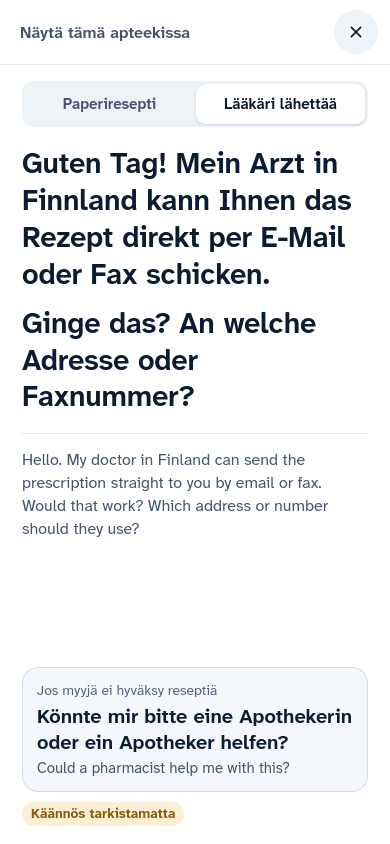 Näytä tämä apteekissa
Paperiresepti
Lääkäri lähettää
Guten Tag! Mein Arzt in
Finnland kann Ihnen das
Rezept direkt per E-Mail
oder Fax schicken.
Ginge das? An welche
Adresse oder
Faxnummer?
Hello. My doctor in Finland can send the
prescription straight to you by email or fax.
Would that work? Which address or number
should they use?
Jos myyjä ei hyväksy reseptiä
Könnte mir bitte eine Apothekerin
oder ein Apotheker helfen?
Could a pharmacist help me with this?
Käännös tarkistamatta